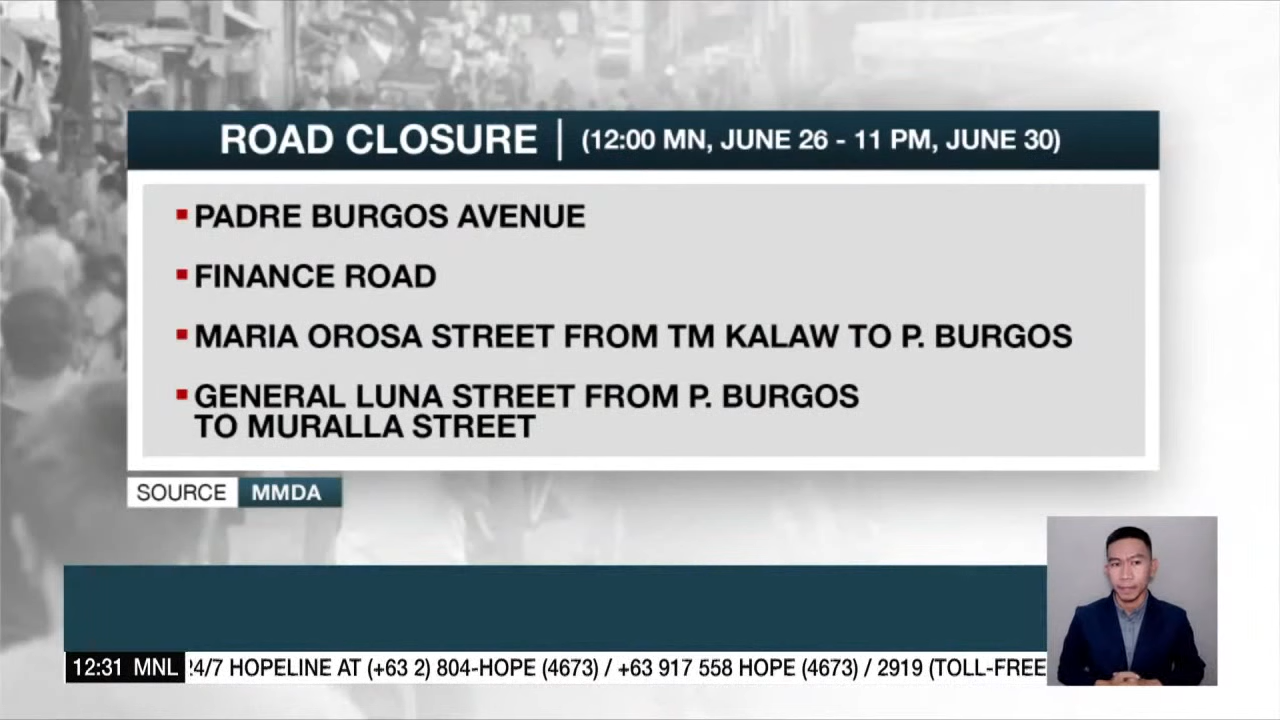 ROAD CLOSURE | (12:00 MN, JUNE 26 - 11 PM, JUNE 30)
▪ PADRE BURGOS AVENUE
▪ FINANCE ROAD
▪ MARIA OROSA STREET FROM TM KALAW TO P. BURGOS
▪ GENERAL LUNA STREET FROM P. BURGOS
TO MURALLA STREET
SOURCE MMDA
12:31 MNL 24/7 HOPELINE AT (+63 2) 804-HOPE (4673) / +63 917 558 HOPE (4673) / 2919 (TOLL-FREE